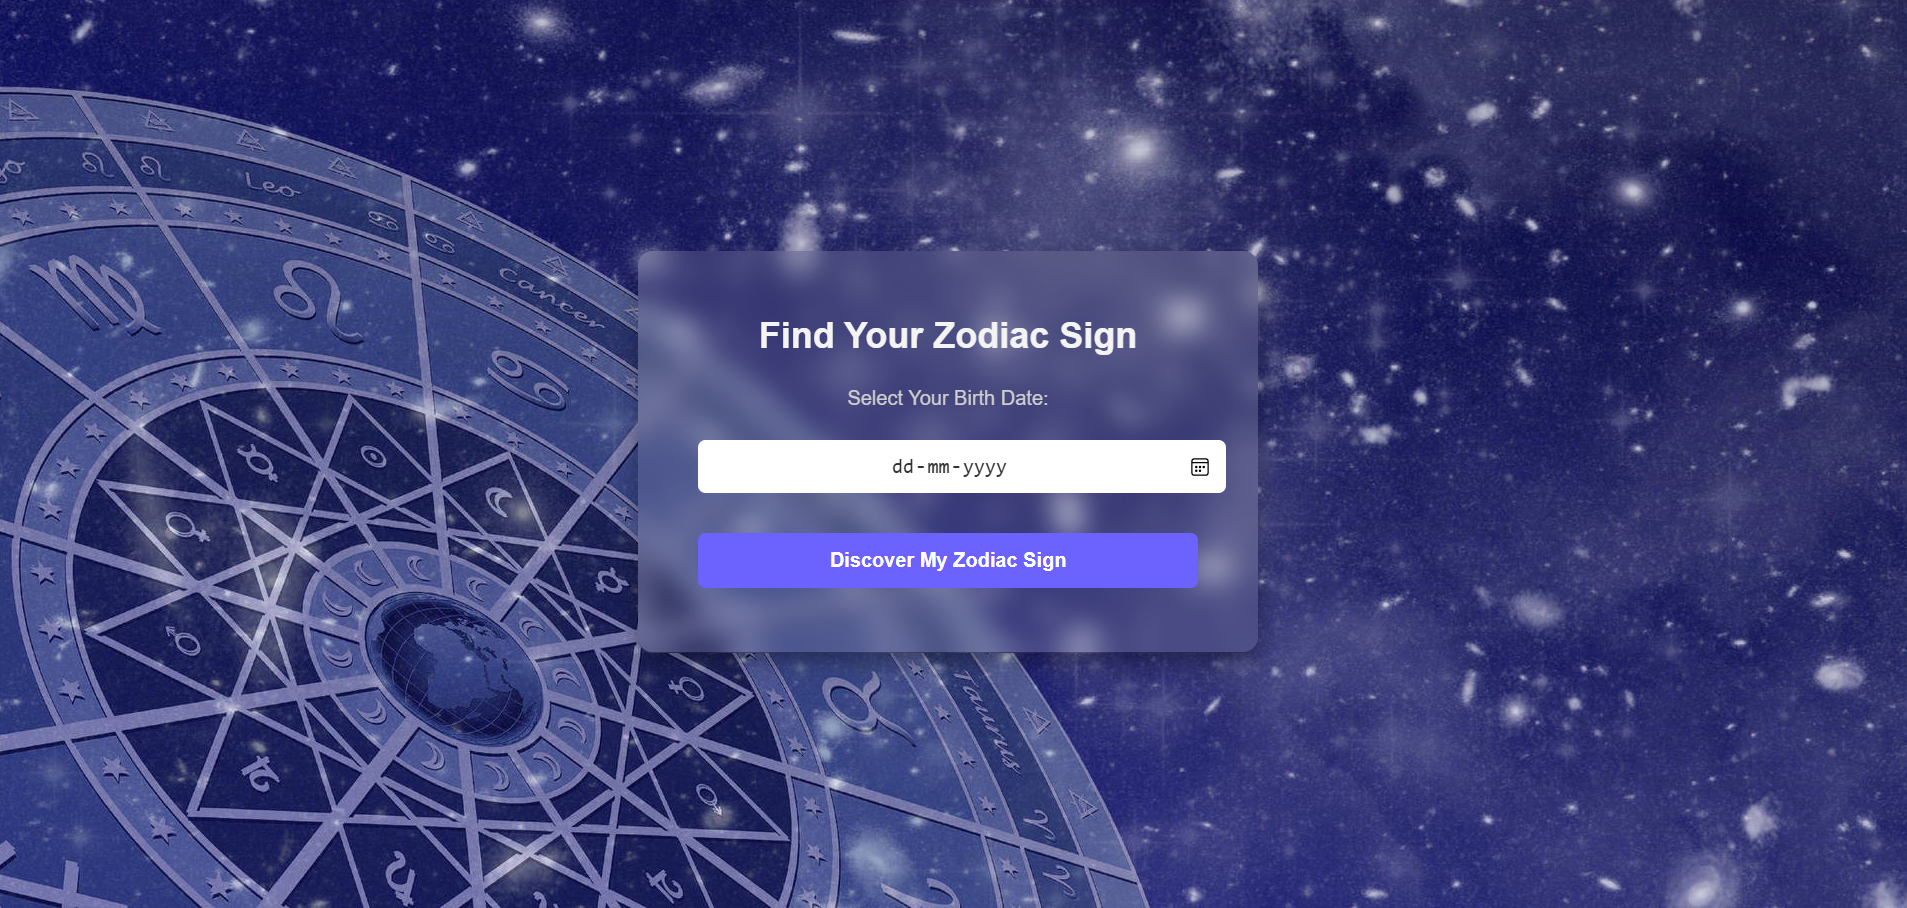 Leo
Cancer
Find Your Zodiac Sign
Select Your Birth Date:
dd-mm-yyyy
Discover My Zodiac Sign
Taurus